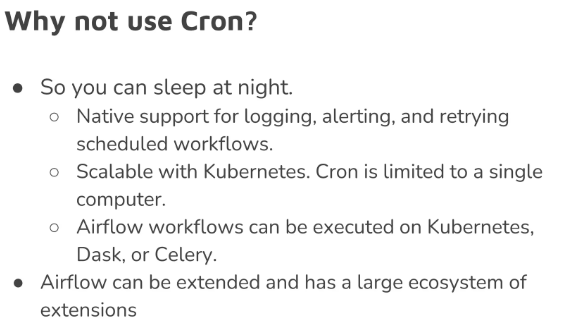 Why not use Cron?
● So you can sleep at night.
○ Native support for logging, alerting, and retrying
scheduled workflows.
○ Scalable with Kubernetes. Cron is limited to a single
computer.
○ Airflow workflows can be executed on Kubernetes,
Dask, or Celery.
● Airflow can be extended and has a large ecosystem of
extensions